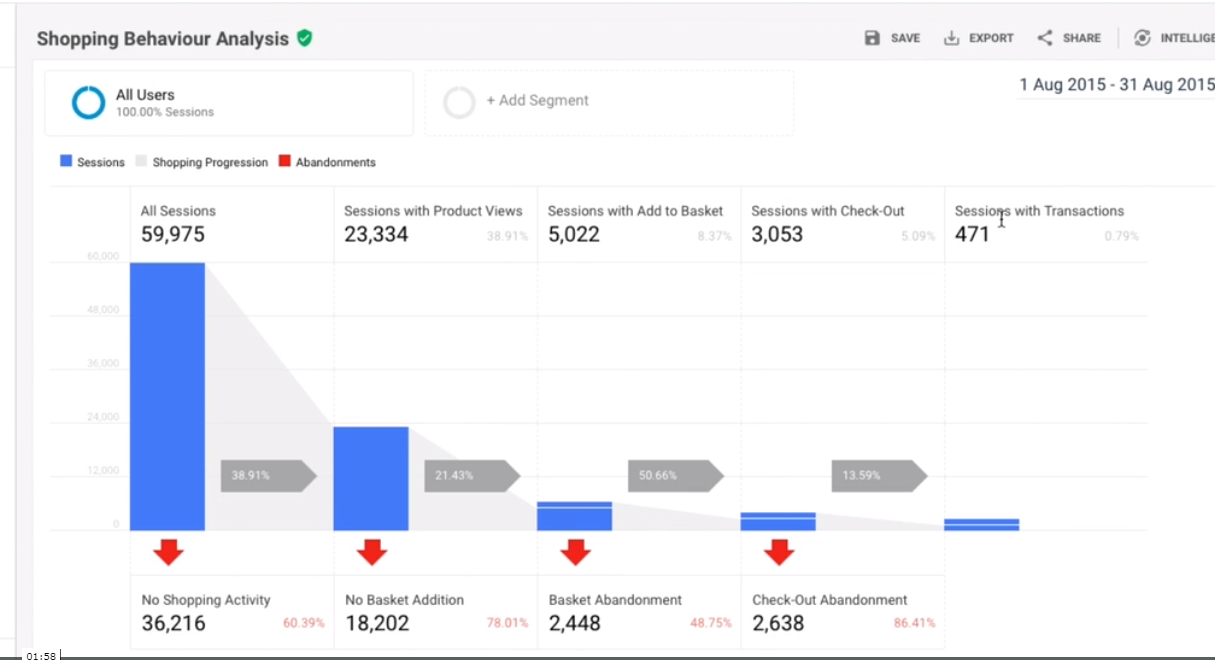 Shopping Behaviour Analysis
SAVE EXPORT SHARE INTELLIGE
All Users
100.00% Sessions
+ Add Segment
1 Aug 2015 - 31 Aug 2015
Sessions Shopping Progression Abandonments
All Sessions Sessions with Product Views Sessions with Add to Basket Sessions with Check-Out Sessions with Transactions
59,975 23,334 38.91% 5,022 8.37% 3,053 5.09% 471 0.79%
60,000
48,000
36,000
24,000
12,000
38.91% 21.43% 50.66% 13.59%
0
No Shopping Activity No Basket Addition Basket Abandonment Check-Out Abandonment
36,216 60.39% 18,202 78.01% 2,448 48.75% 2,638 86.41%
01:58